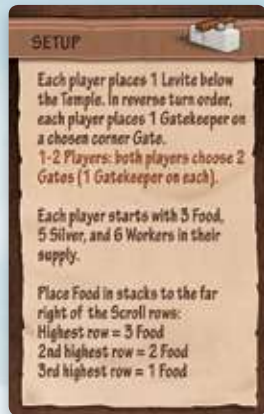 SETUP
Each player places 1 Levite below
the Temple. In reverse turn order,
each player places 1 Gatekeeper on
a chosen corner Gate.
1-2 Players: both players choose 2
Gates (1 Gatekeeper on each).
Each player starts with 3 Food,
5 Silver, and 6 Workers in their
supply.
Place Food in stacks to the far
right of the Scroll rows:
Highest row = 3 Food
2nd highest row = 2 Food
3rd highest row = 1 Food